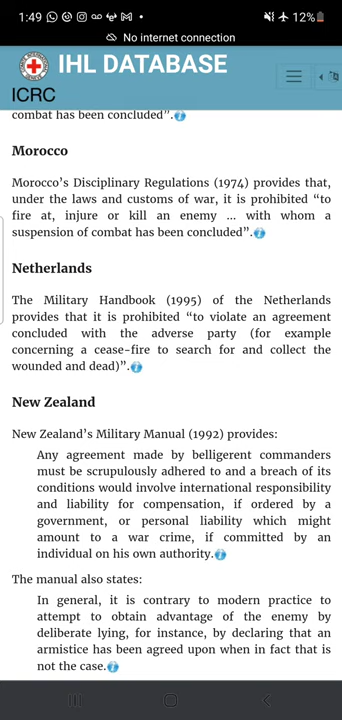 1:49
12%
No internet connection
IHL DATABASE
ICRC
combat has been concluded".
Morocco
Morocco's Disciplinary Regulations (1974) provides that,
under the laws and customs of war, it is prohibited "to
fire at, injure or kill an enemy ... with whom a
suspension of combat has been concluded".
Netherlands
The Military Handbook (1995) of the Netherlands
provides that it is prohibited "to violate an agreement
concluded with the adverse party (for example
concerning a cease-fire to search for and collect the
wounded and dead)".
New Zealand
New Zealand's Military Manual (1992) provides:
Any agreement made by belligerent commanders
must be scrupulously adhered to and a breach of its
conditions would involve international responsibility
and liability for compensation, if ordered by a
government, or personal liability which might
amount to a war crime, if committed by an
individual on his own authority.
The manual also states:
In general, it is contrary to modern practice to
attempt to obtain advantage of the enemy by
deliberate lying, for instance, by declaring that an
armistice has been agreed upon when in fact that is
not the case.